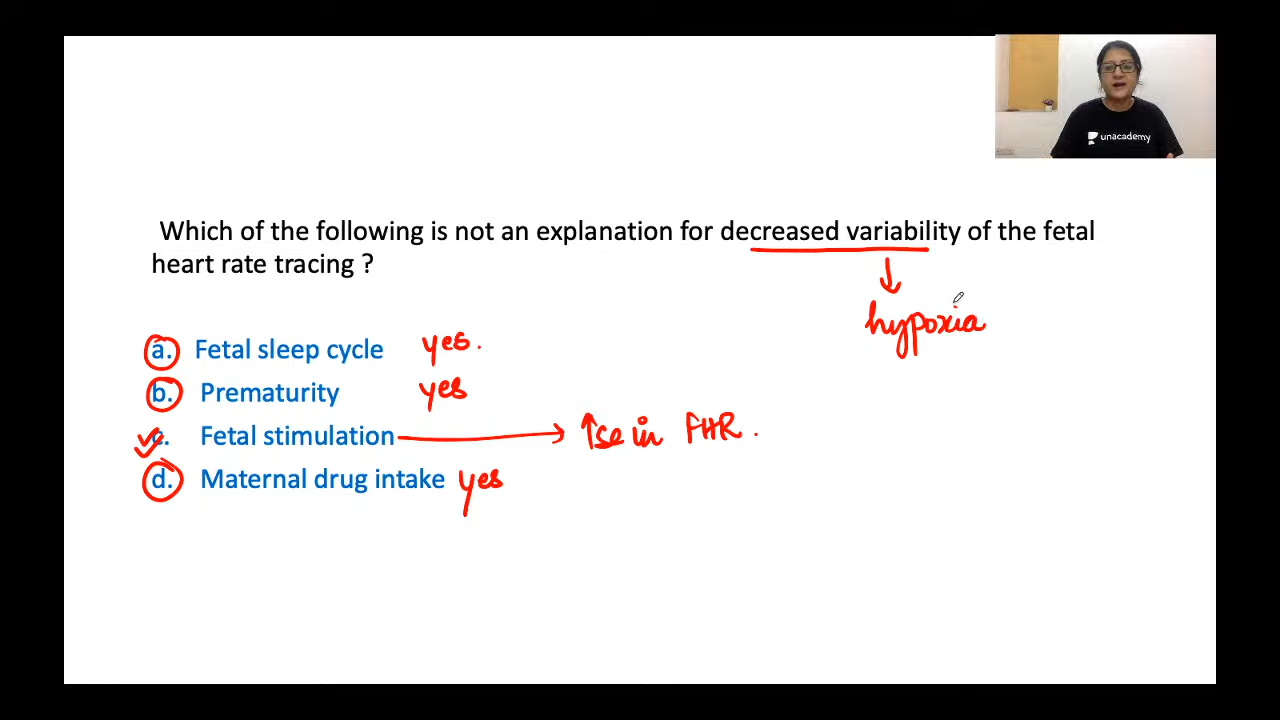 unacademy
Which of the following is not an explanation for decreased variability of the fetal
heart rate tracing ?
hypoxia
a. Fetal sleep cycle yes.
b. Prematurity yes
c. Fetal stimulation → ↑se in FHR.
d. Maternal drug intake yes